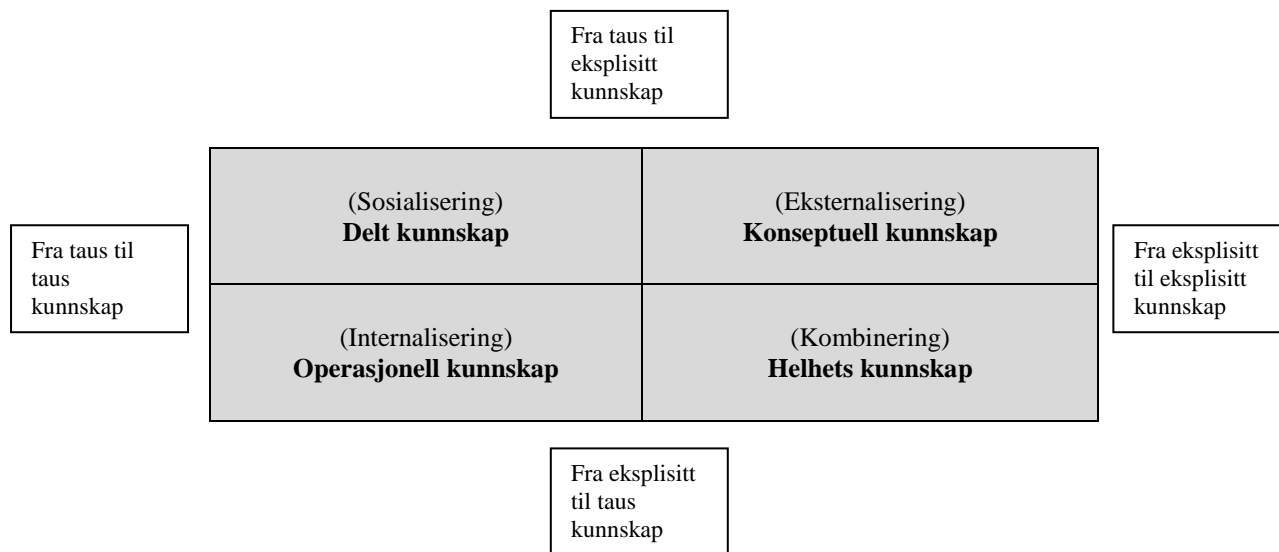 Fra taus til
eksplisitt
kunnskap
(Sosialisering)
Delt kunnskap
(Eksternalisering)
Konseptuell kunnskap
Fra taus til
taus
kunnskap
Fra eksplisitt
til eksplisitt
kunnskap
(Internalisering)
Operasjonell kunnskap
(Kombinering)
Helhets kunnskap
Fra eksplisitt
til taus
kunnskap